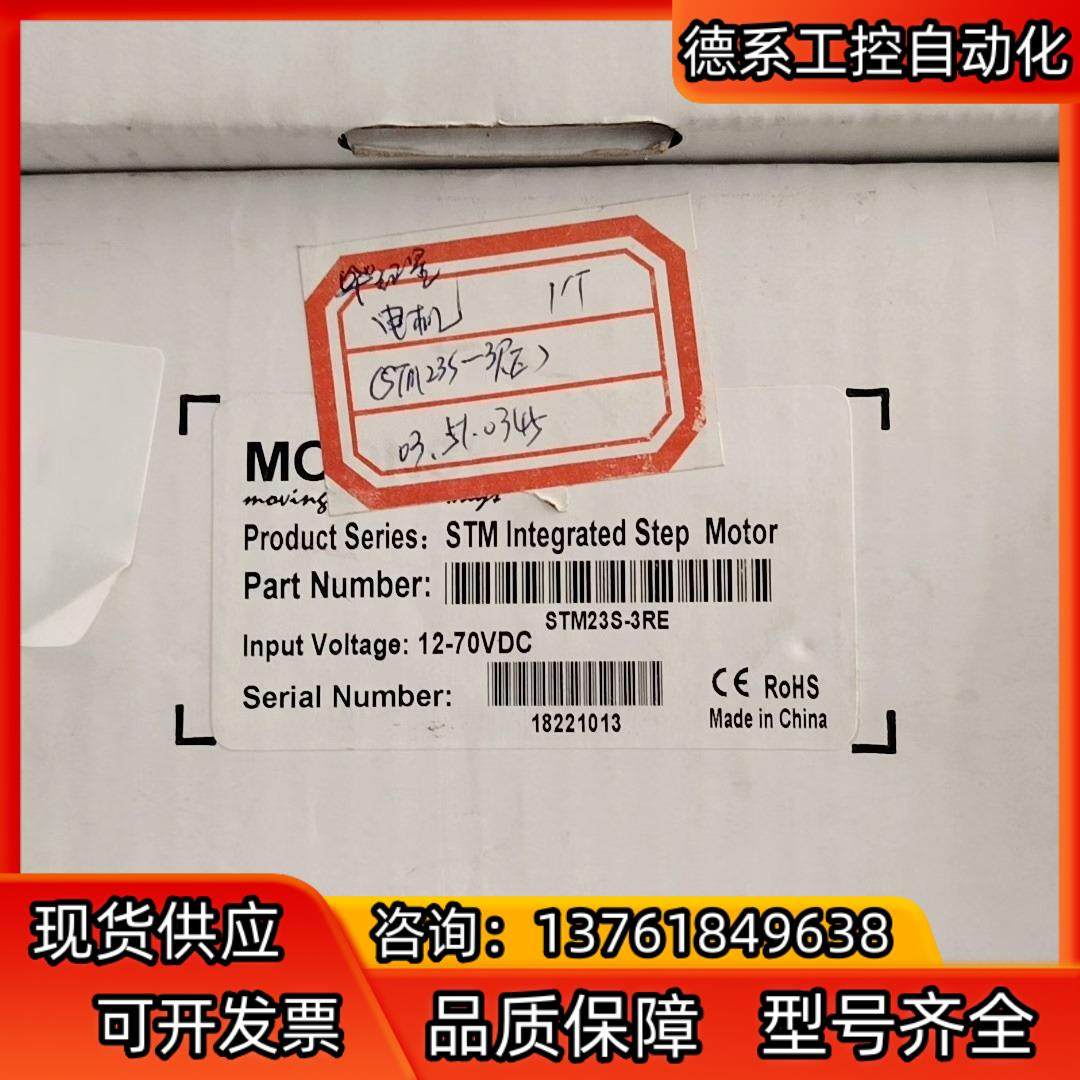 德系工控自动化
电机 1个
(STM23S-3RE)
03.51.0345
MO
moving
Product Series: STM Integrated Step Motor
Part Number:
STM23S-3RE
Input Voltage: 12-70VDC
Serial Number:
18221013
CE RoHS
Made in China
现货供应
咨询：13761849638
可开发票 品质保障 型号齐全